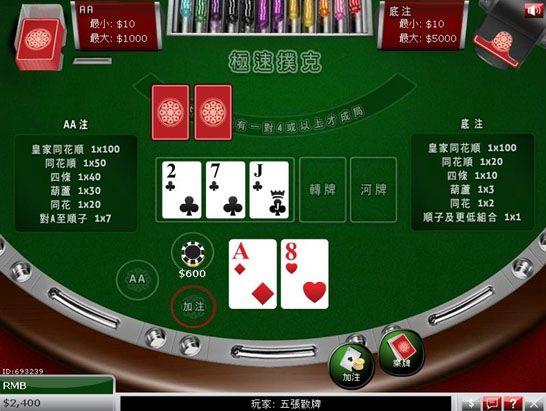 AA
最小: $10
最大: $1000
底注
最小: $10
最大: $5000
極速撲克
有一對4或以上才成局
AA注
皇家同花順 1x100
同花順 1x50
四條 1x40
葫蘆 1x30
同花 1x20
對A至順子 1x7
底注
皇家同花順 1x100
同花順 1x20
四條 1x10
葫蘆 1x3
同花 1x2
順子及更低組合 1x1
2
7
J
轉牌
河牌
$600
A
8
AA
加注
加注
棄牌
ID:693239
RMB
$2,400
玩家: 五張散牌
$
?
X